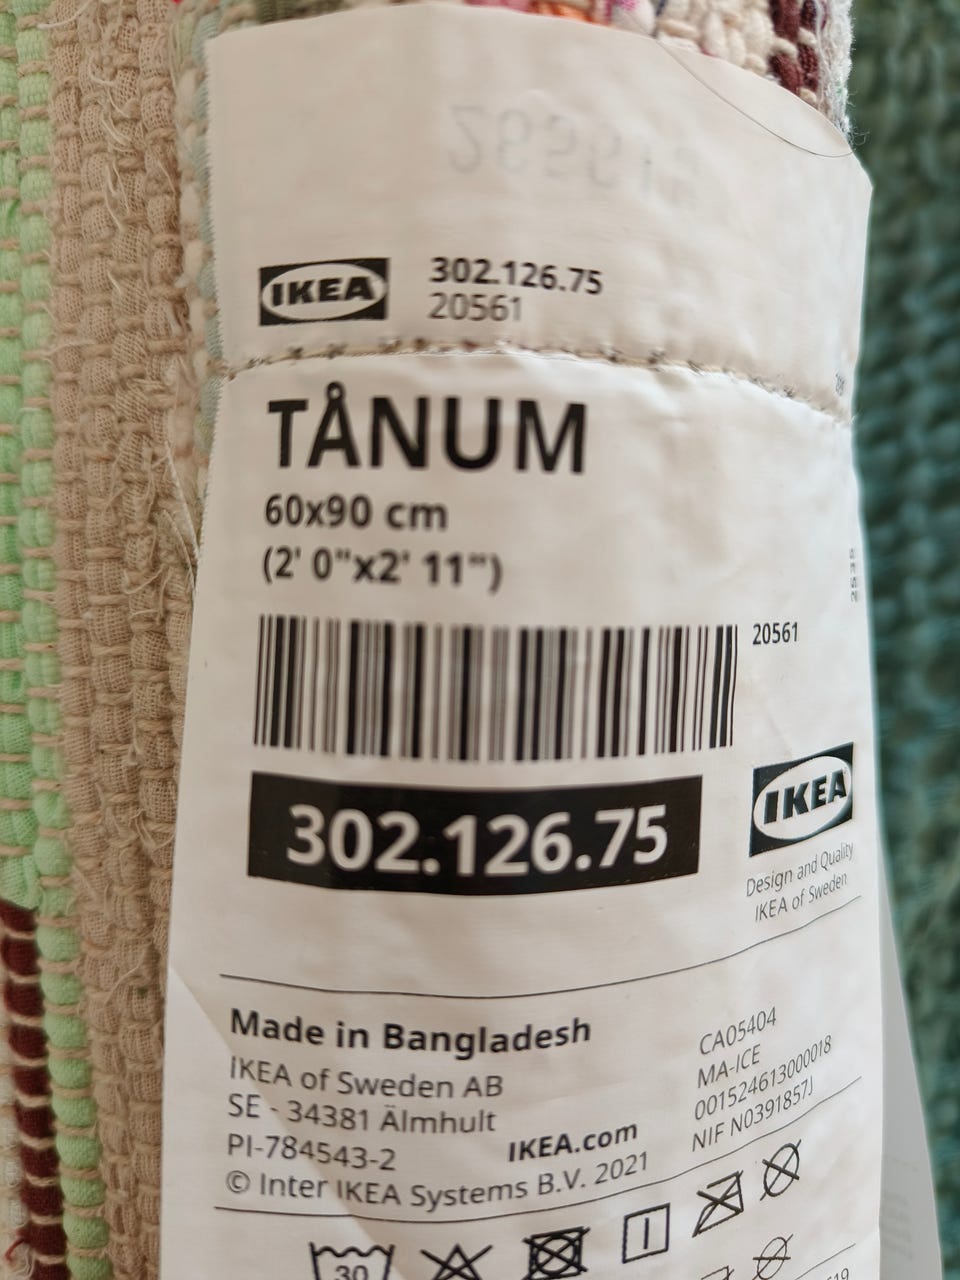 IKEA
302.126.75
20561
TÅNUM
60x90 cm
(2' 0"x2' 11")
20561
302.126.75
IKEA
Design and Quality
IKEA of Sweden
Made in Bangladesh
IKEA of Sweden AB
SE - 34381 Älmhult
PI-784543-2
IKEA.com
© Inter IKEA Systems B.V. 2021
CA05404
MA-ICE
001524613000018
NIF N0391857J
30